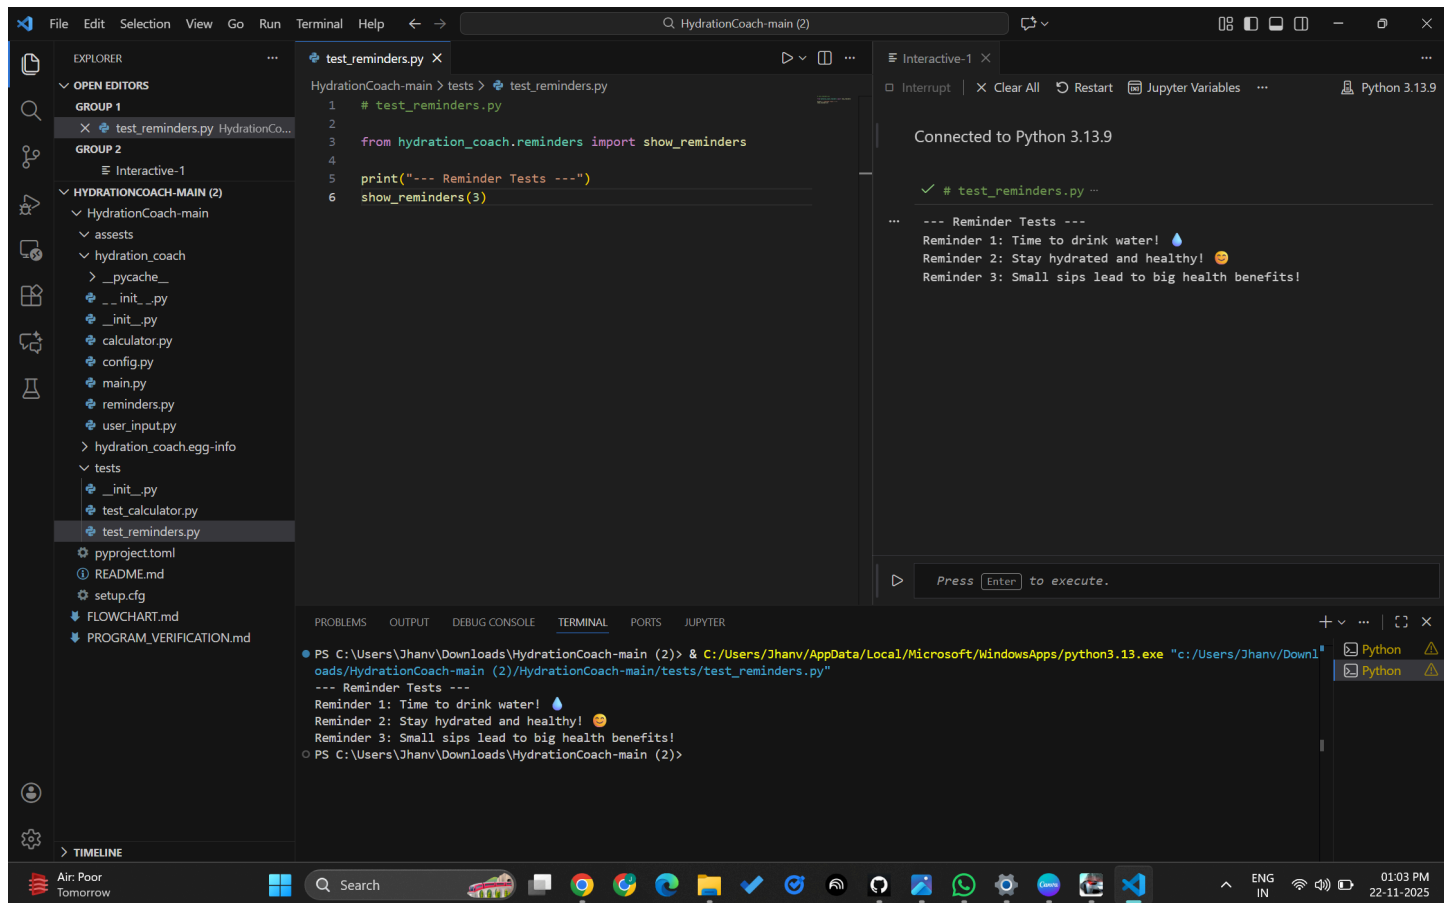 File Edit Selection View Go Run Terminal Help
HydrationCoach-main (2)
EXPLORER
OPEN EDITORS
GROUP 1
test_reminders.py HydrationCo...
GROUP 2
Interactive-1
HYDRATIONCOACH-MAIN (2)
HydrationCoach-main
assests
hydration_coach
__pycache__
_ _ init_ _.py
__init__.py
calculator.py
config.py
main.py
reminders.py
user_input.py
hydration_coach.egg-info
tests
__init__.py
test_calculator.py
test_reminders.py
pyproject.toml
README.md
setup.cfg
FLOWCHART.md
PROGRAM_VERIFICATION.md
TIMELINE
test_reminders.py
HydrationCoach-main > tests > test_reminders.py
1 # test_reminders.py
2
3 from hydration_coach.reminders import show_reminders
4
5 print("--- Reminder Tests ---")
6 show_reminders(3)
Interactive-1
Interrupt Clear All Restart Jupyter Variables ... Python 3.13.9
Connected to Python 3.13.9
# test_reminders.py ...
--- Reminder Tests ---
Reminder 1: Time to drink water! 💧
Reminder 2: Stay hydrated and healthy! 😊
Reminder 3: Small sips lead to big health benefits!
Press Enter to execute.
PROBLEMS OUTPUT DEBUG CONSOLE TERMINAL PORTS JUPYTER
PS C:\Users\Jhanv\Downloads\HydrationCoach-main (2)> & C:/Users/Jhanv/AppData/Local/Microsoft/WindowsApps/python3.13.exe "c:/Users/Jhanv/Downl
oads/HydrationCoach-main (2)/HydrationCoach-main/tests/test_reminders.py"
--- Reminder Tests ---
Reminder 1: Time to drink water! 💧
Reminder 2: Stay hydrated and healthy! 😊
Reminder 3: Small sips lead to big health benefits!
PS C:\Users\Jhanv\Downloads\HydrationCoach-main (2)>
Python
Python
Air: Poor
Tomorrow
Search
Canva
ENG
IN
01:03 PM
22-11-2025